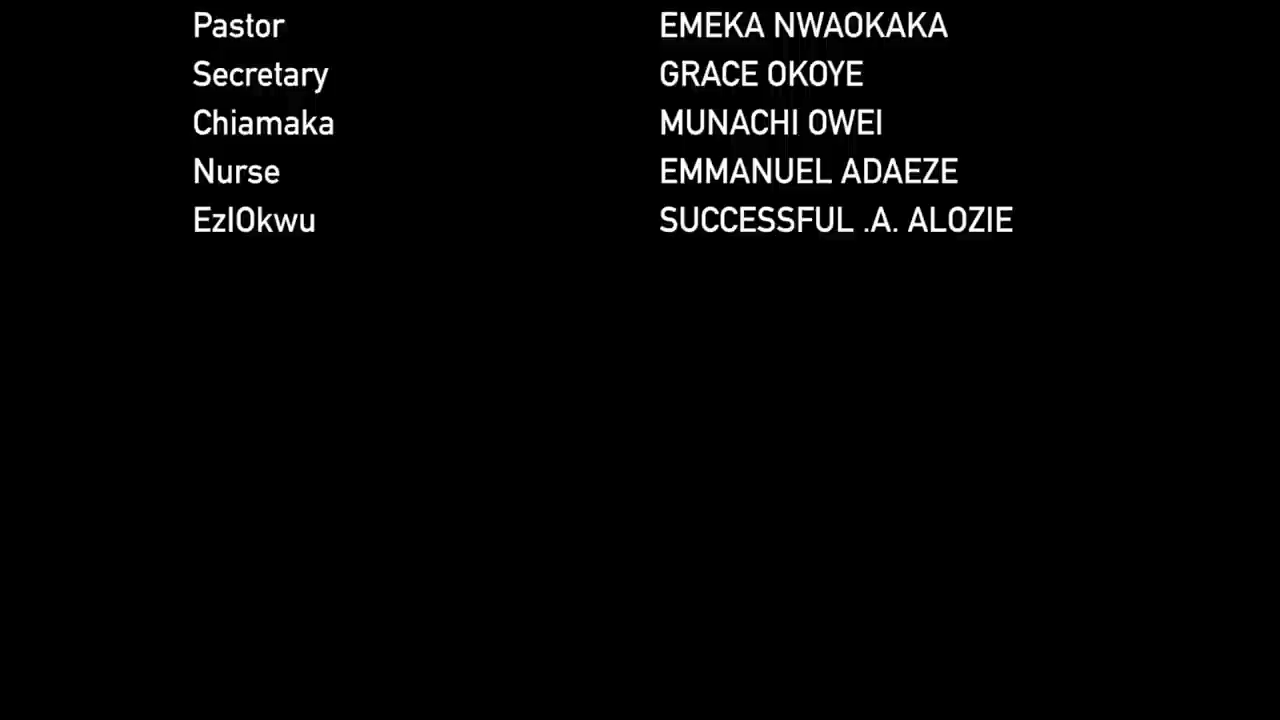 Pastor EMEKA NWAOKAKA
Secretary GRACE OKOYE
Chiamaka MUNACHI OWEI
Nurse EMMANUEL ADAEZE
EzIOkwu SUCCESSFUL .A. ALOZIE